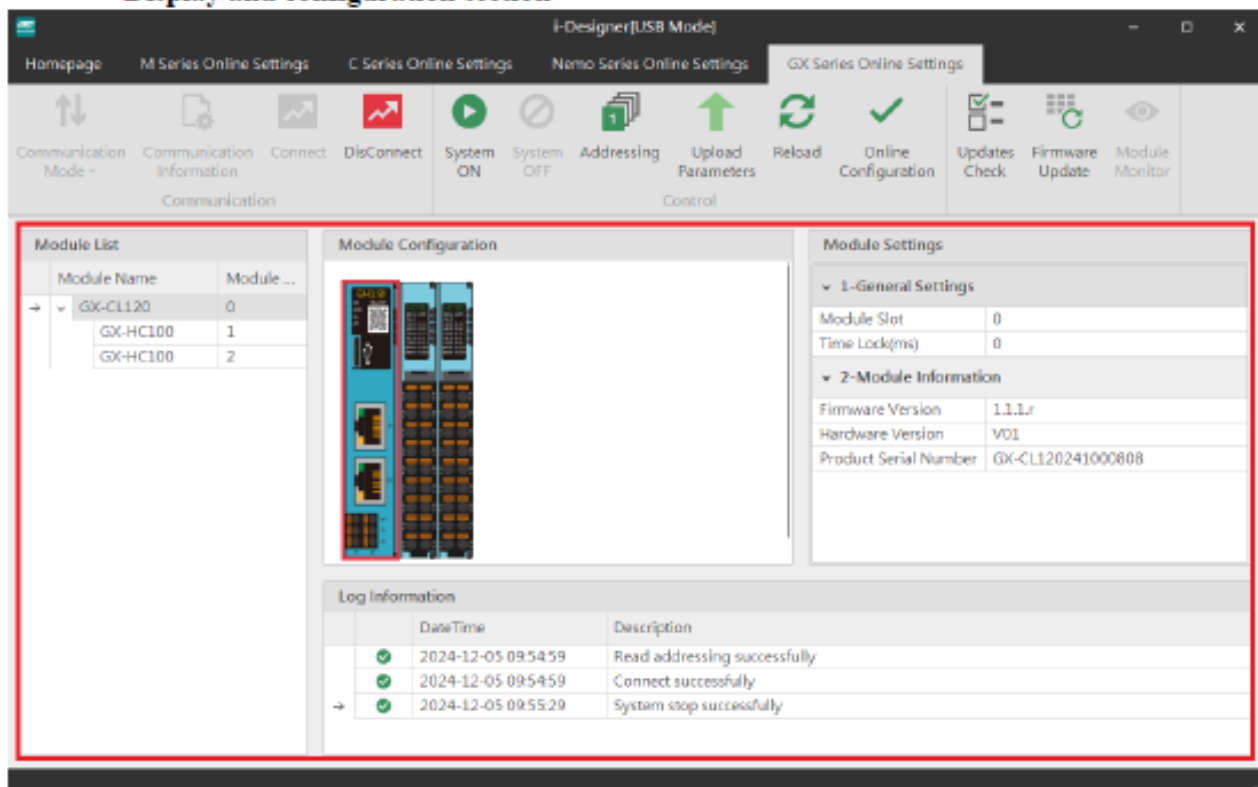 Display and configuration section
i-Designer[USB Mode]
Homepage M Series Online Settings C Series Online Settings Nemo Series Online Settings GX Series Online Settings
Communication Mode Communication Information Connect DisConnect System ON System OFF Addressing Upload Parameters Reload Online Configuration Updates Check Firmware Update Module Monitor
Communication Control
Module List
Module Name Module ...
GX-CL120 0
GX-HC100 1
GX-HC100 2
Module Configuration
Module Settings
1-General Settings
Module Slot 0
Time Lock(ms) 0
2-Module Information
Firmware Version 1.1.1.r
Hardware Version V01
Product Serial Number GX-CL120241000808
Log Information
DateTime Description
2024-12-05 09:54:59 Read addressing successfully
2024-12-05 09:54:59 Connect successfully
2024-12-05 09:55:29 System stop successfully